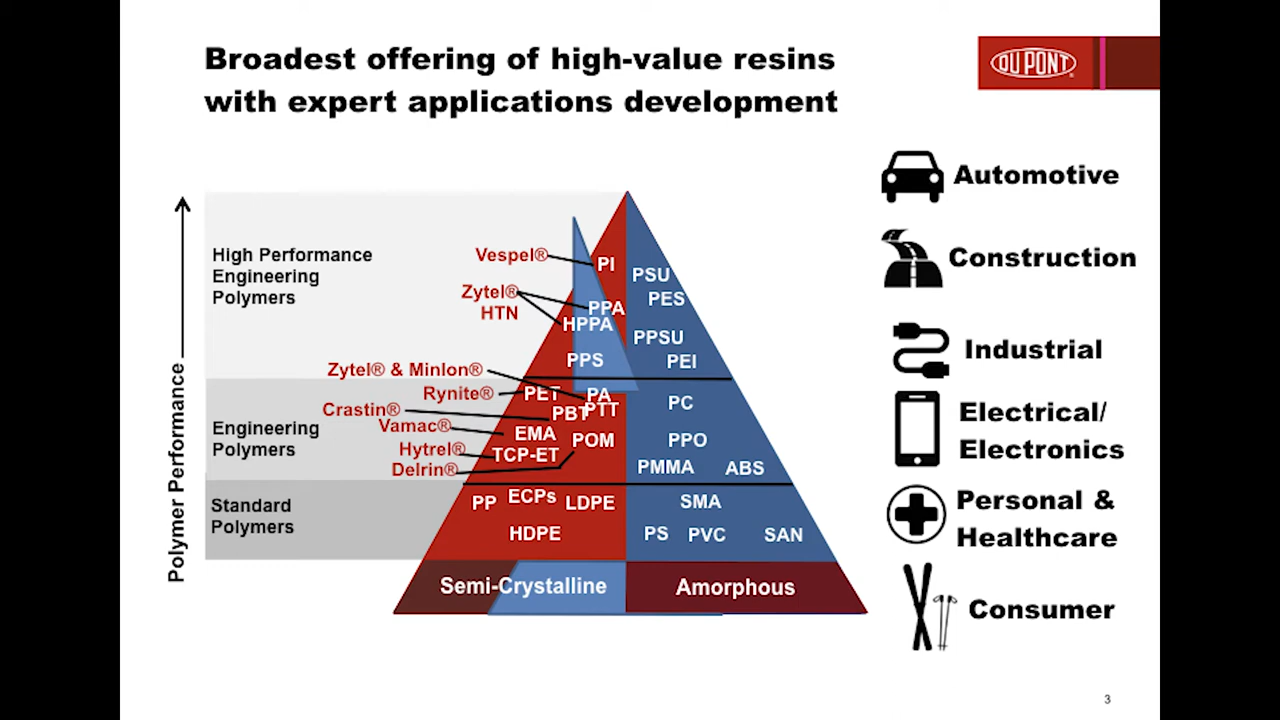 Broadest offering of high-value resins
with expert applications development
DU PONT®
Polymer Performance
High Performance
Engineering
Polymers
Engineering
Polymers
Standard
Polymers
Vespel®
Zytel®
HTN
Zytel® & Minlon®
Rynite®
Crastin®
Vamac®
Hytrel®
Delrin®
PI
PPA
HPPA
PPS
PET
PA
PBT
PTT
EMA
POM
TCP-ET
PP
ECPs
LDPE
HDPE
Semi-Crystalline
PSU
PES
PPSU
PEI
PC
PPO
PMMA
ABS
SMA
PS
PVC
SAN
Amorphous
Automotive
Construction
Industrial
Electrical/
Electronics
Personal &
Healthcare
Consumer
3